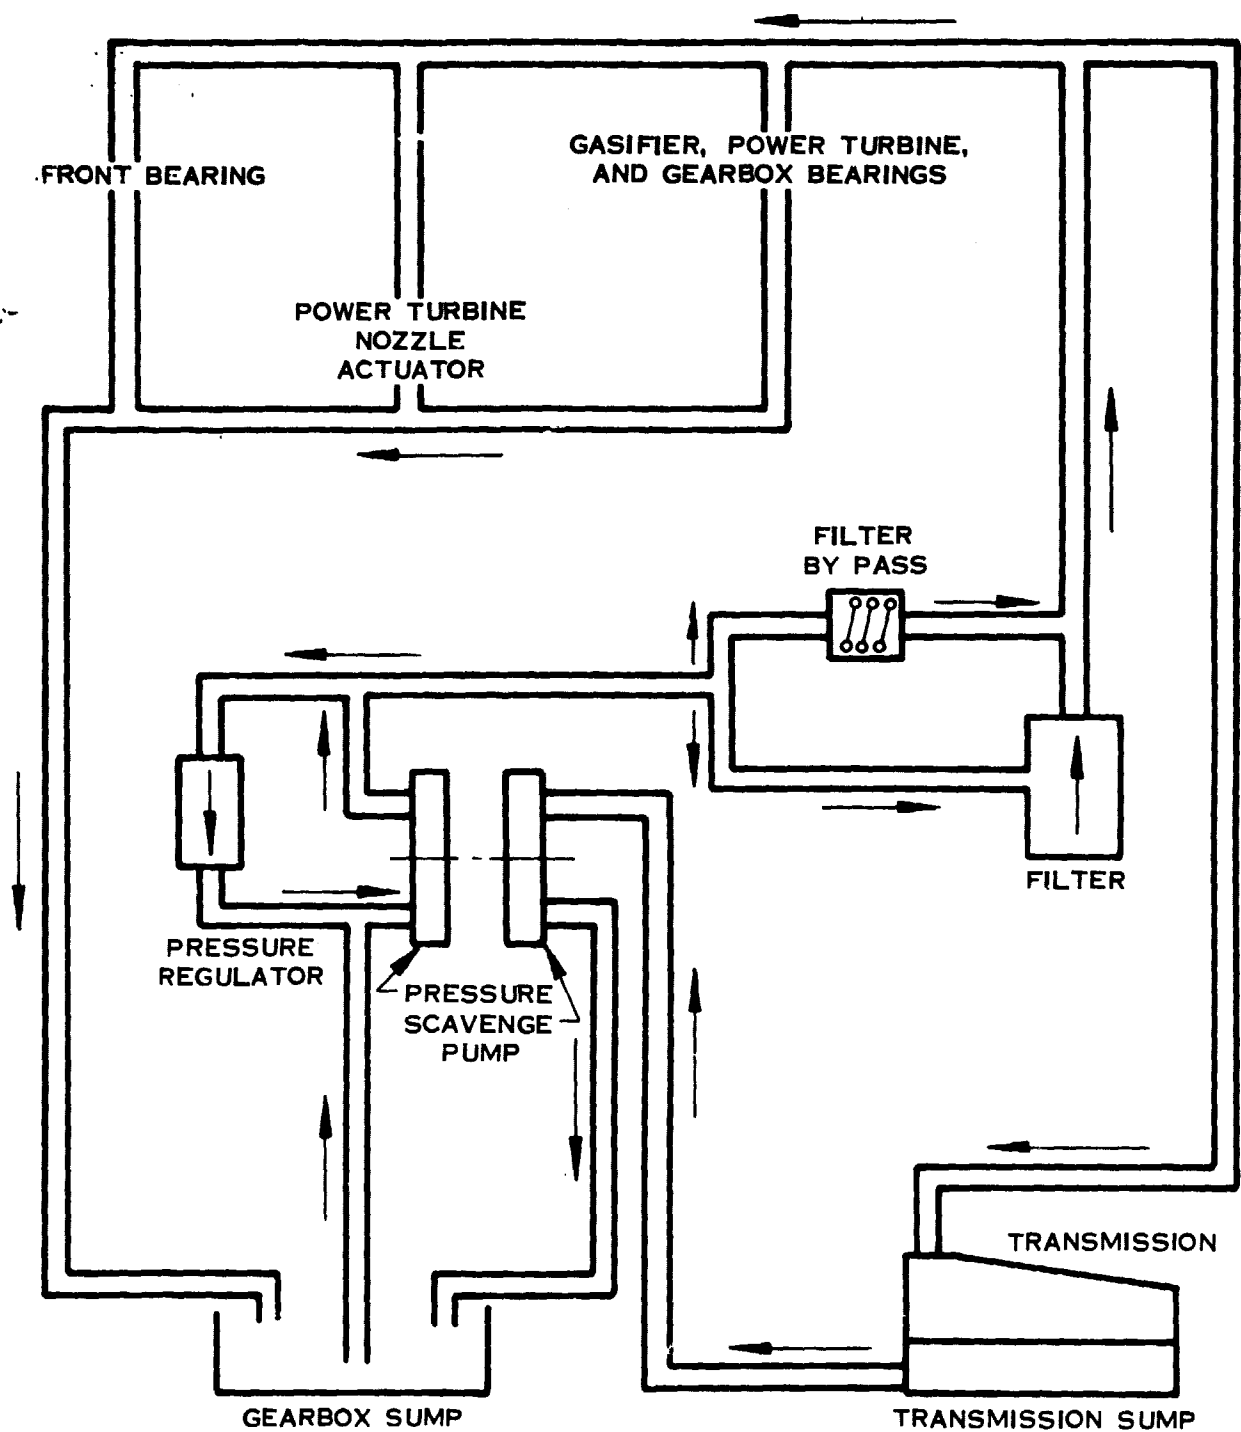 GASIFIER, POWER TURBINE,
AND GEARBOX BEARINGS
FRONT BEARING
POWER TURBINE
NOZZLE
ACTUATOR
FILTER
BY PASS
FILTER
PRESSURE
REGULATOR
PRESSURE
SCAVENGE
PUMP
TRANSMISSION
GEARBOX SUMP
TRANSMISSION SUMP